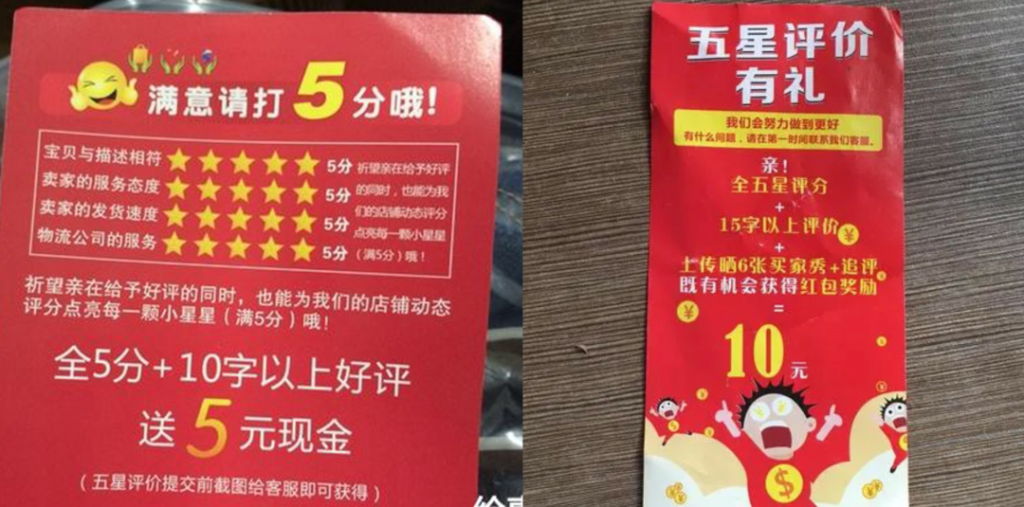 满意请打5分哦!
宝贝与描述相符 5分
卖家的服务态度 5分
卖家的发货速度 5分
物流公司的服务 5分
祈望亲在给予好评
的同时，也能为我
们的店铺动态评分
点亮每一颗小星星
（满5分）哦！
祈望亲在给予好评的同时，也能为我们的店铺动态
评分点亮每一颗小星星（满5分）哦！
全5分+10字以上好评
送5元现金
（五星评价提交前截图给客服即可获得）
五星评价
有礼
我们会努力做到更好
有什么问题，请在第一时间联系我们客服。
亲！
全五星评分
+
15字以上评价
+
上传晒6张买家秀+追评
既有机会获得红包奖励
=
10元